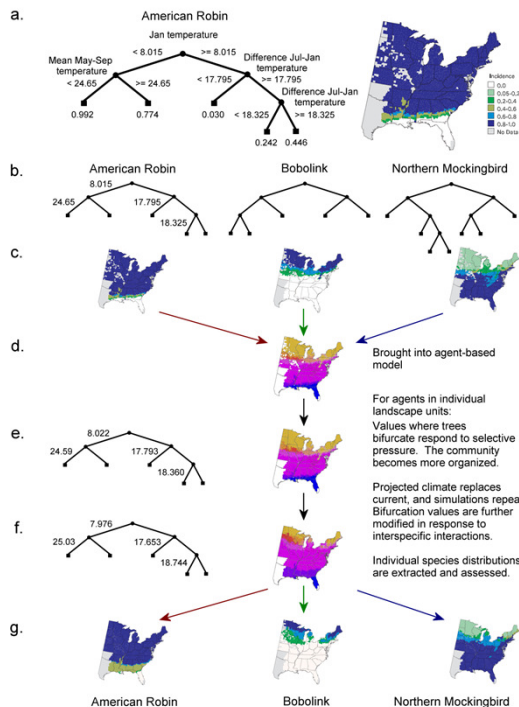 a.
American Robin
Jan temperature
< 8.015
>= 8.015
Mean May-Sep
temperature
Difference Jul-Jan
temperature
< 24.65
>= 24.65
< 17.795
>= 17.795
Difference Jul-Jan
temperature
0.992
0.774
0.030
< 18.325
>= 18.325
0.242
0.446
Incidence
0.0
0.05-0.2
0.2-0.4
0.4-0.6
0.6-0.8
0.8-1.0
No Data
b.
American Robin
Bobolink
Northern Mockingbird
8.015
24.65
17.795
18.325
c.
d.
Brought into agent-based
model
For agents in individual
landscape units:
Values where trees
bifurcate respond to selective
pressure. The community
becomes more organized.
e.
8.022
24.59
17.793
18.360
Projected climate replaces
current, and simulations repea
Bifurcation values are further
modified in response to
interspecific interactions.
f.
7.976
25.03
17.653
18.744
Individual species distributions
are extracted and assessed.
g.
American Robin
Bobolink
Northern Mockingbird